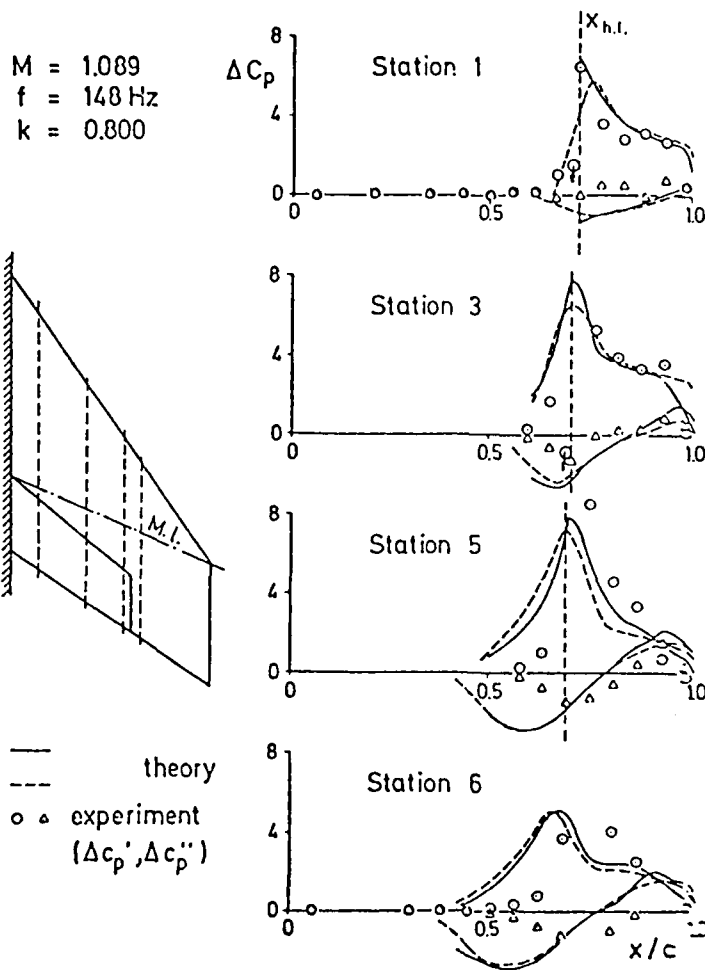 M = 1.089
f = 148 Hz
k = 0.800
ΔCp
Station 1
x h.l.
8
4
0
0
0.5
1.0
Station 3
8
4
0
0
0.5
1.0
M.l.
Station 5
8
4
0
0
0.5
1.0
Station 6
8
4
0
0
0.5
1.0
x/c
theory
experiment
(Δcp', Δcp'')